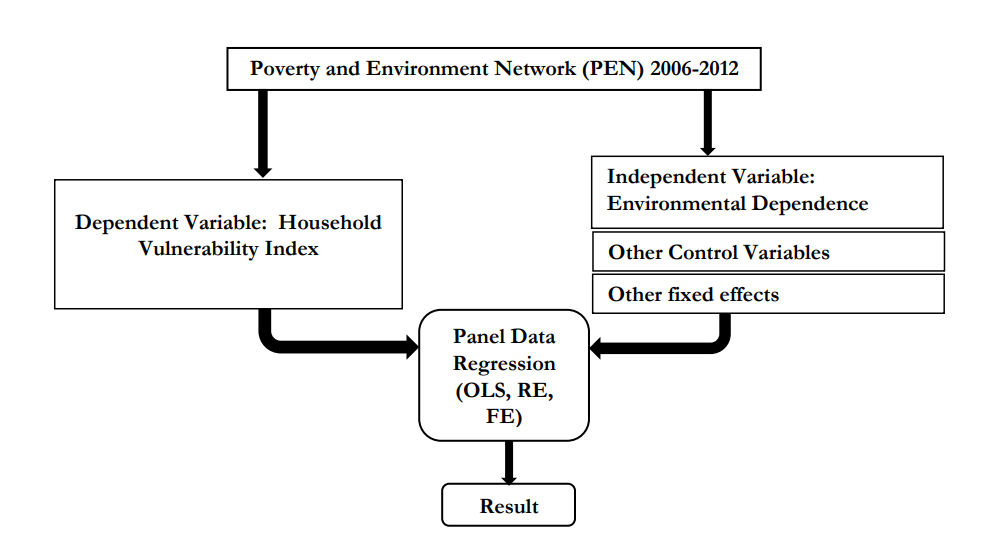 Poverty and Environment Network (PEN) 2006-2012
Dependent Variable:  Household
Vulnerability Index
Independent Variable:
Environmental Dependence
Other Control Variables
Other fixed effects
Panel Data
Regression
(OLS, RE,
FE)
Result